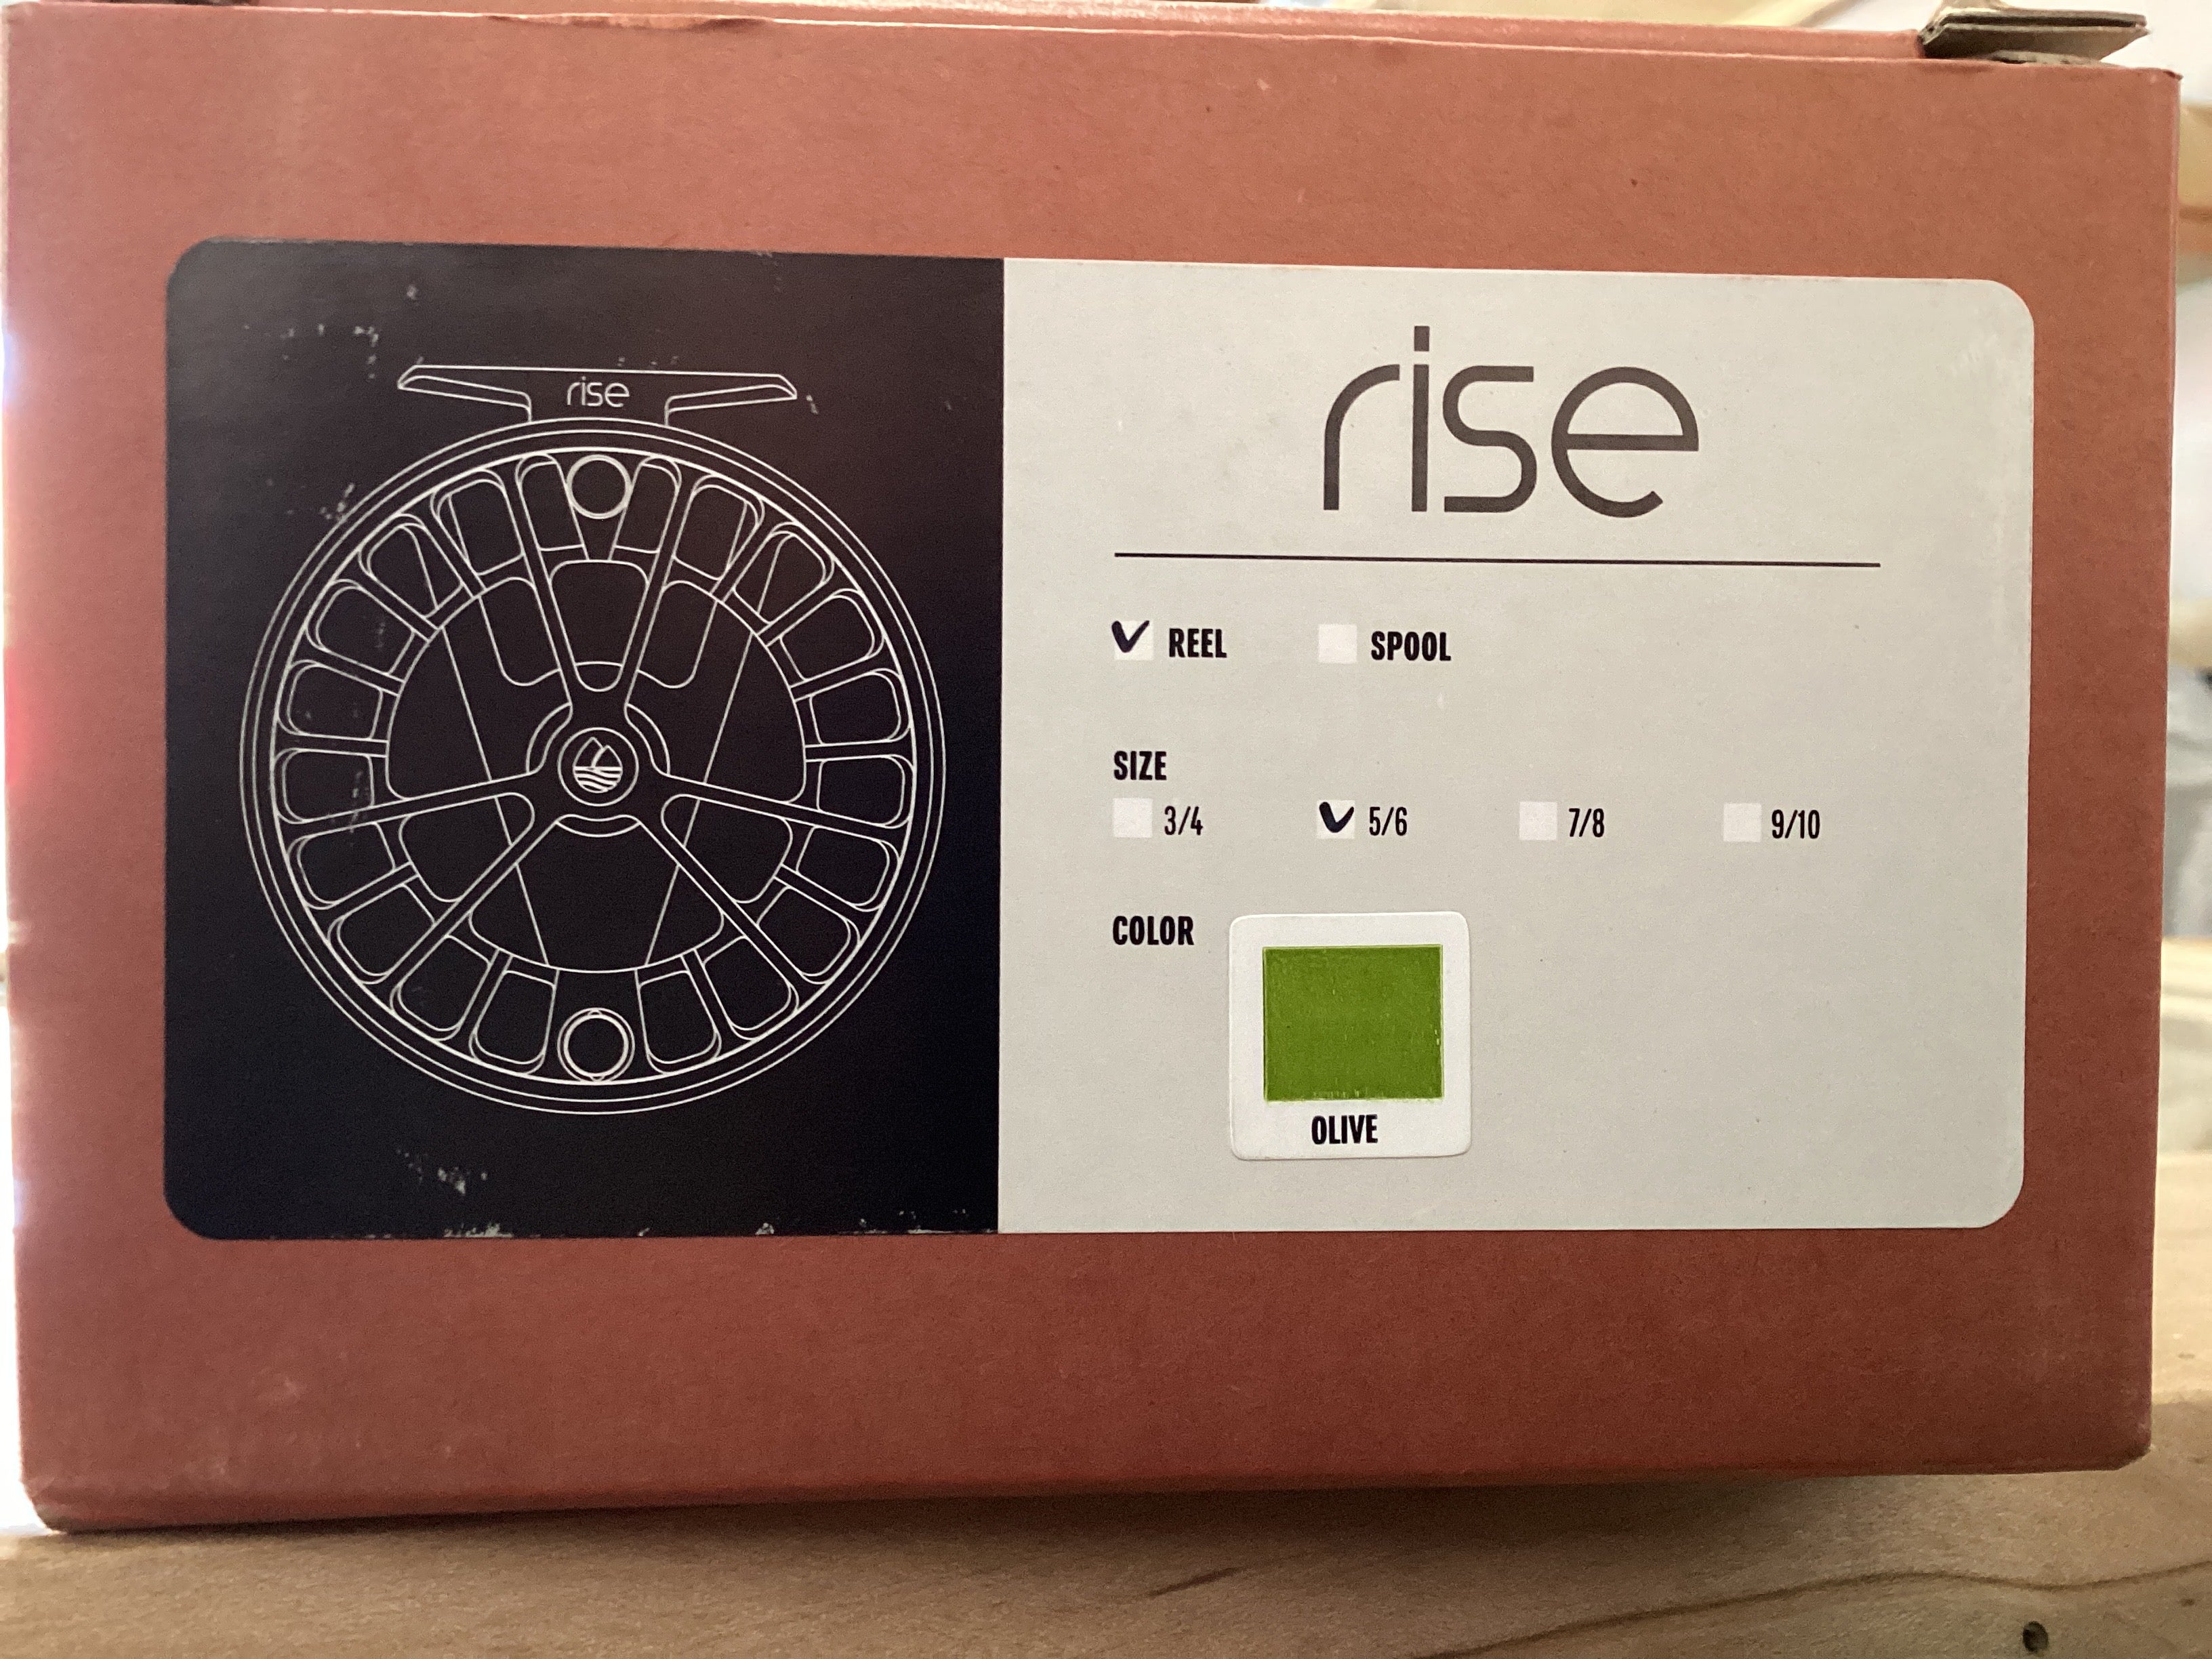 rise
rise
REEL SPOOL
SIZE
3/4 5/6 7/8 9/10
COLOR
OLIVE